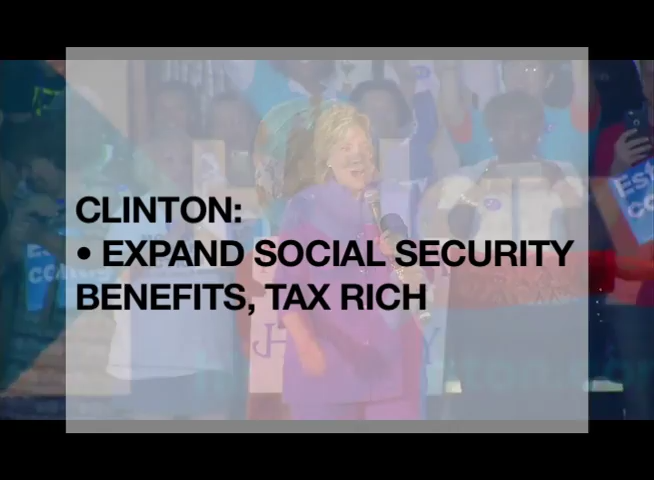 CLINTON:
• EXPAND SOCIAL SECURITY
BENEFITS, TAX RICH